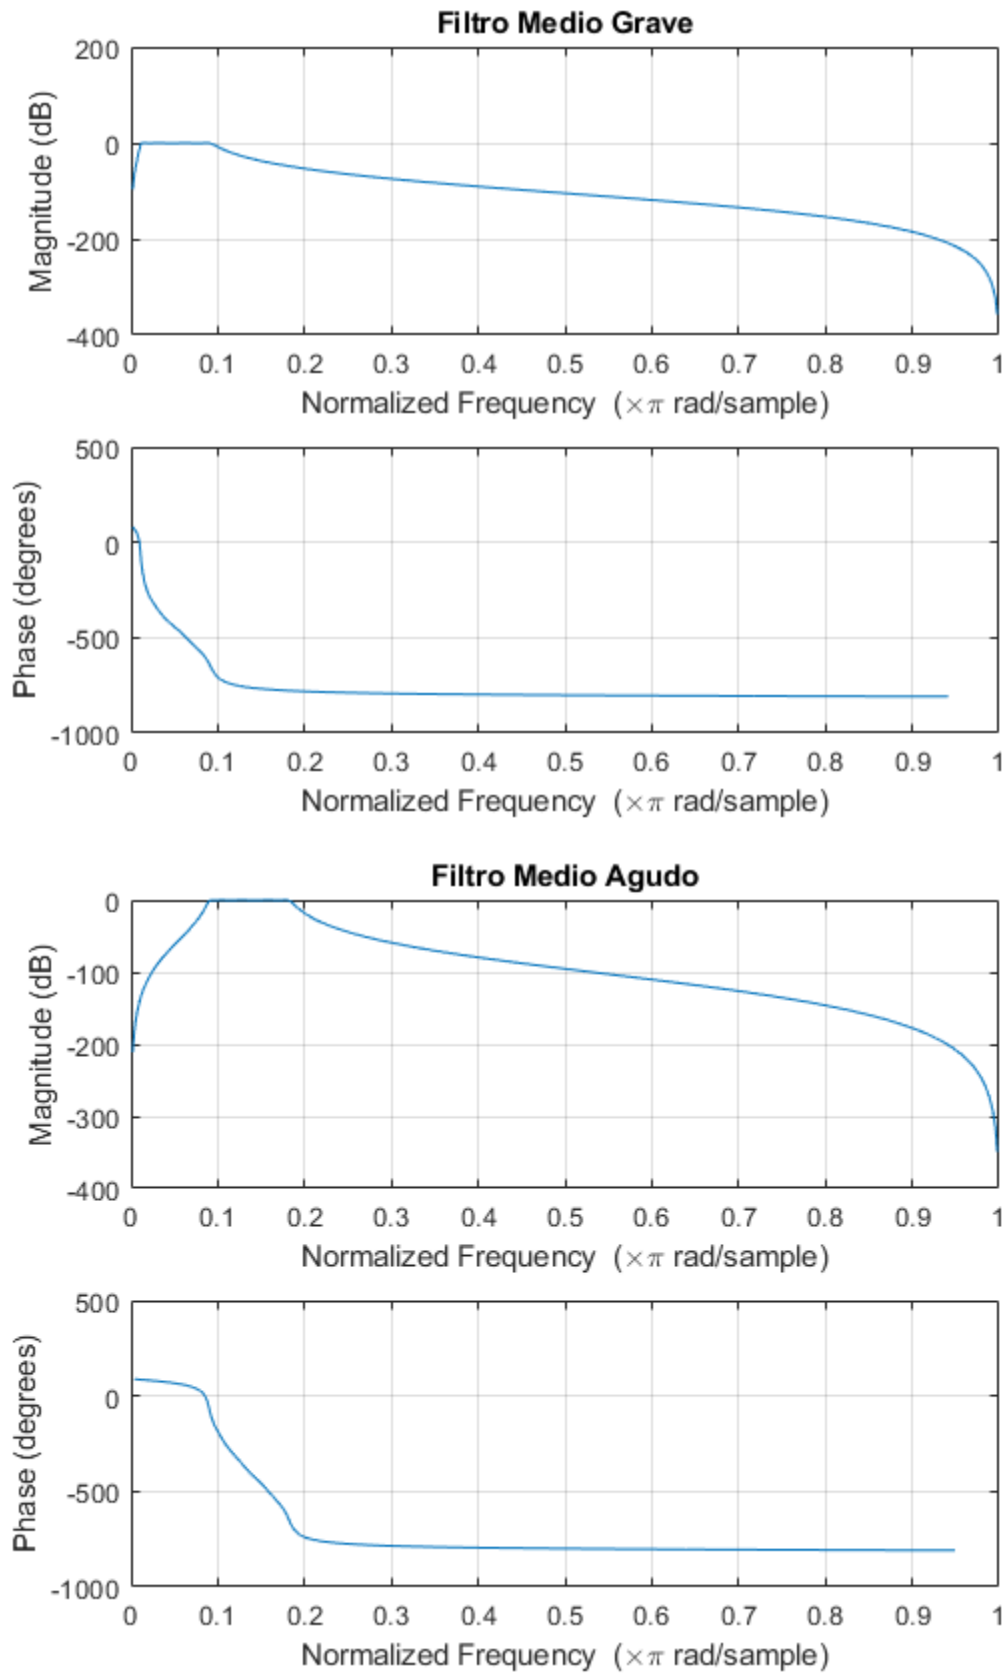 Filtro Medio Grave
200
0
-200
-400
Magnitude (dB)
0 0.1 0.2 0.3 0.4 0.5 0.6 0.7 0.8 0.9 1
Normalized Frequency (×π rad/sample)
500
0
-500
-1000
Phase (degrees)
0 0.1 0.2 0.3 0.4 0.5 0.6 0.7 0.8 0.9 1
Normalized Frequency (×π rad/sample)
Filtro Medio Agudo
0
-100
-200
-300
-400
Magnitude (dB)
0 0.1 0.2 0.3 0.4 0.5 0.6 0.7 0.8 0.9 1
Normalized Frequency (×π rad/sample)
500
0
-500
-1000
Phase (degrees)
0 0.1 0.2 0.3 0.4 0.5 0.6 0.7 0.8 0.9 1
Normalized Frequency (×π rad/sample)